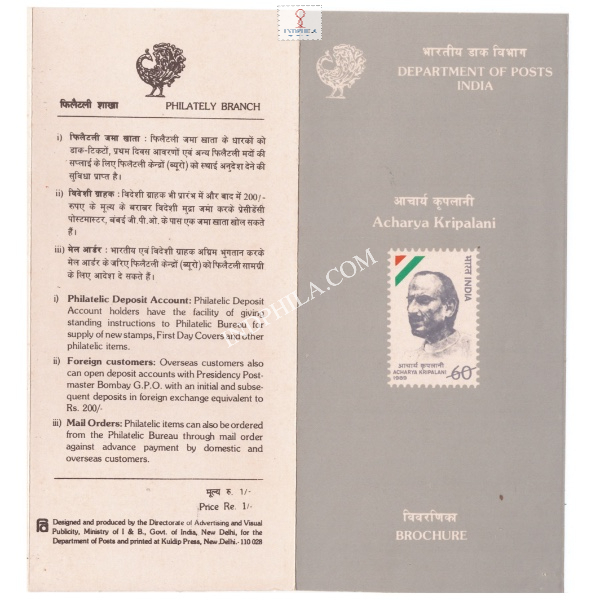 INDPHILA
फिलैटली शाखा PHILATELY BRANCH
i) फिलैटली जमा खाता : फिलैटली जमा खाता के धारकों को
डाक-टिकटों, प्रथम दिवस आवरणों एवं अन्य फिलैटली मदों की
सप्लाई के लिए फिलैटली केन्द्रों (ब्यूरो) को स्थाई अनुदेश देने की
सुविधा प्राप्त है।
ii) विदेशी ग्राहक : विदेशी ग्राहक भी प्रारंभ में और बाद में 200/-
रुपए के मूल्य के बराबर विदेशी मुद्रा जमा करके प्रेसीडेंसी
पोस्टमास्टर, बंबई जी.पी.ओ. के पास एक जमा खाता खोल सकते
हैं।
iii) मेल आर्डर : भारतीय एवं विदेशी ग्राहक अग्रिम भुगतान करके
मेल आर्डर के जरिए फिलैटली केन्द्रों (ब्यूरो) को फिलैटली सामग्री
के लिए आदेश दे सकते हैं।
i) Philatelic Deposit Account: Philatelic Deposit
Account holders have the facility of giving
standing instructions to Philatelic Bureau for
supply of new stamps, First Day Covers and other
philatelic items.
ii) Foreign customers: Overseas customers also
can open deposit accounts with Presidency Post-
master Bombay G.P.O. with an initial and subse-
quent deposits in foreign exchange equivalent to
Rs. 200/-
iii) Mail Orders: Philatelic items can also be ordered
from the Philatelic Bureau through mail order
against advance payment by domestic and
overseas customers.
मूल्य रु. 1/-
Price Re. 1/-
Designed and produced by the Directorate of Advertising and Visual
Publicity, Ministry of I & B., Govt. of India, New Delhi, for the
Department of Posts and printed at Kuldip Press, New Delhi.-110 028
भारतीय डाक विभाग
DEPARTMENT OF POSTS
INDIA
आचार्य कृपलानी
Acharya Kripalani
भारत INDIA
आचार्य कृपलानी
ACHARYA KRIPALANI
1989
60
विवरणिका
BROCHURE
INDPHILA.COM